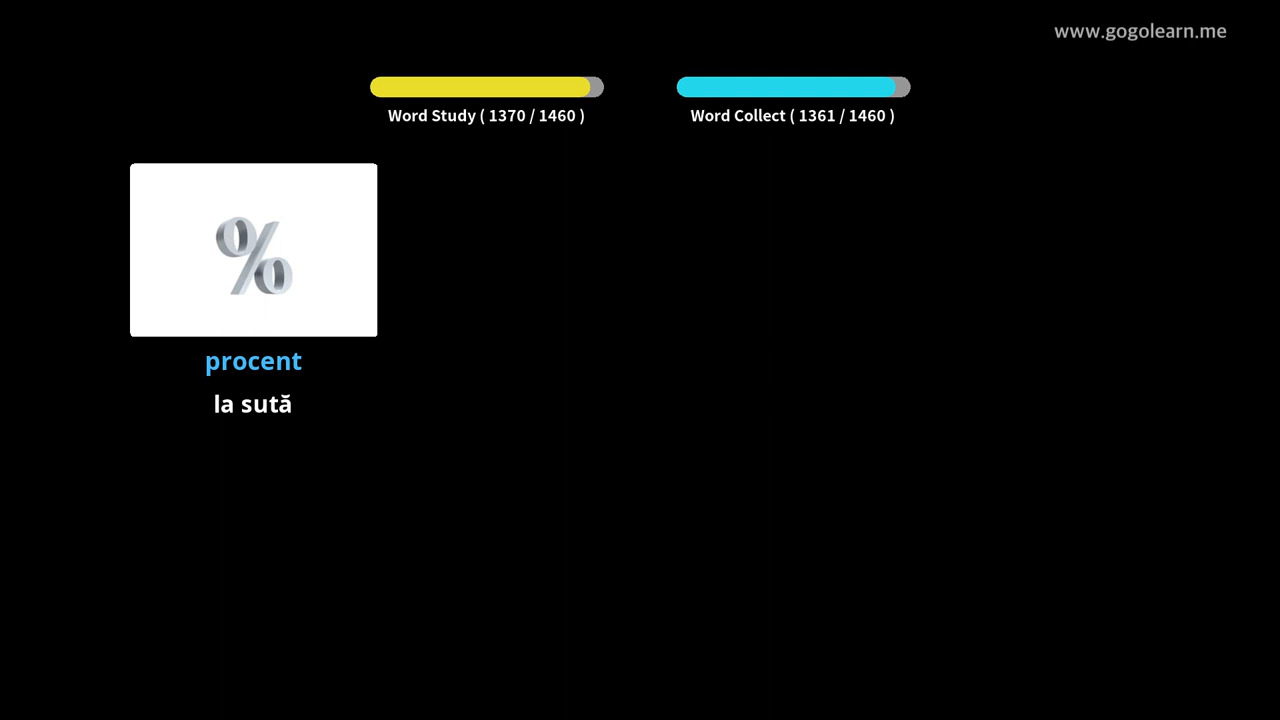 www.gogolearn.me
Word Study ( 1370 / 1460 )
Word Collect ( 1361 / 1460 )
%
procent
la sută